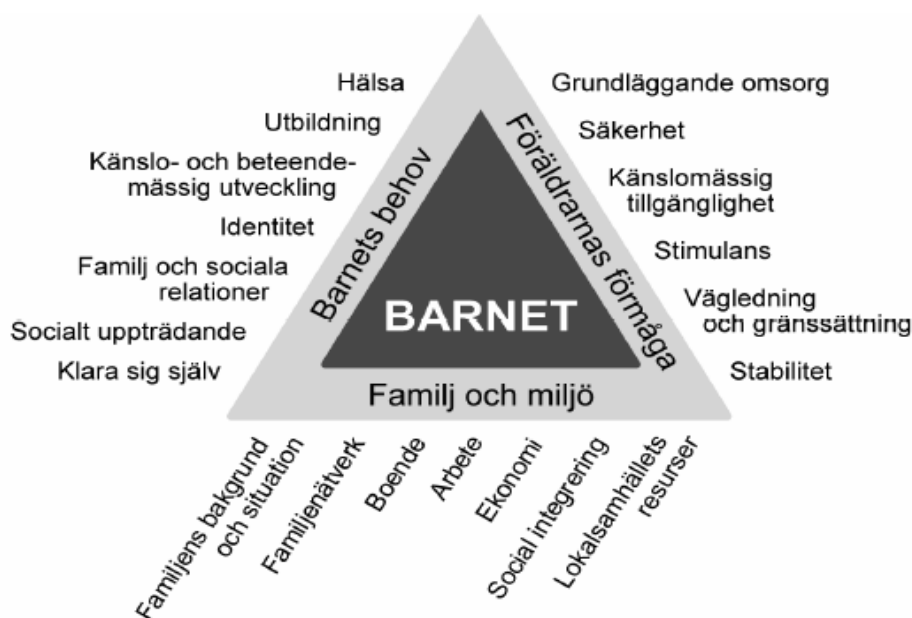 Hälsa
Utbildning
Känslo- och beteende-
mässig utveckling
Identitet
Familj och sociala
relationer
Socialt uppträdande
Klara sig själv
Barnets behov
BARNET
Föräldrarnas förmåga
Grundläggande omsorg
Säkerhet
Känslomässig
tillgänglighet
Stimulans
Vägledning
och gränssättning
Stabilitet
Familj och miljö
Familjens bakgrund
och situation
Familjenätverk
Boende
Arbete
Ekonomi
Social integrering
Lokalsamhällets
resurser